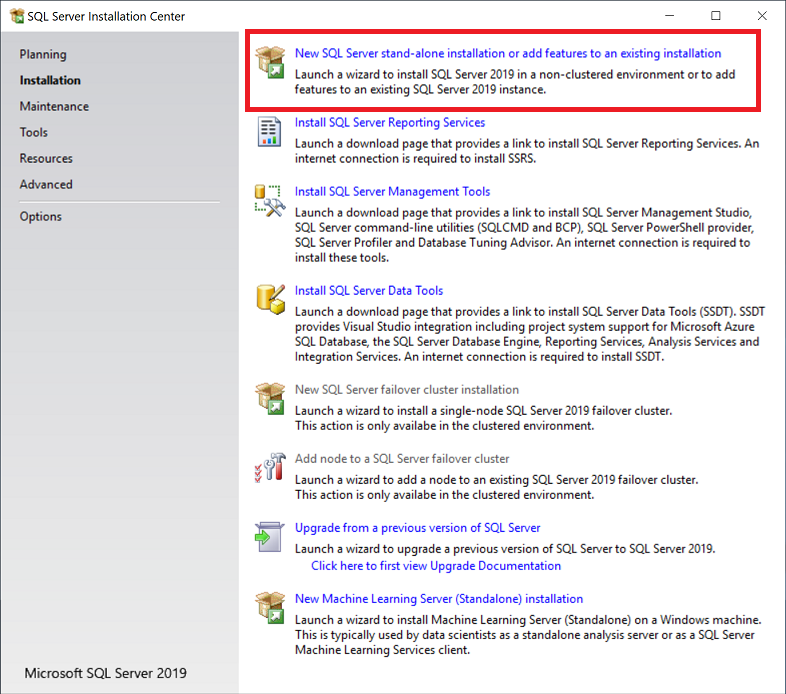 SQL Server Installation Center
Planning
Installation
Maintenance
Tools
Resources
Advanced
Options
New SQL Server stand-alone installation or add features to an existing installation
Launch a wizard to install SQL Server 2019 in a non-clustered environment or to add
features to an existing SQL Server 2019 instance.
Install SQL Server Reporting Services
Launch a download page that provides a link to install SQL Server Reporting Services. An
internet connection is required to install SSRS.
Install SQL Server Management Tools
Launch a download page that provides a link to install SQL Server Management Studio,
SQL Server command-line utilities (SQLCMD and BCP), SQL Server PowerShell provider,
SQL Server Profiler and Database Tuning Advisor. An internet connection is required to
install these tools.
Install SQL Server Data Tools
Launch a download page that provides a link to install SQL Server Data Tools (SSDT). SSDT
provides Visual Studio integration including project system support for Microsoft Azure
SQL Database, the SQL Server Database Engine, Reporting Services, Analysis Services and
Integration Services. An internet connection is required to install SSDT.
New SQL Server failover cluster installation
Launch a wizard to install a single-node SQL Server 2019 failover cluster.
This action is only availabe in the clustered environment.
Add node to a SQL Server failover cluster
Launch a wizard to add a node to an existing SQL Server 2019 failover cluster.
This action is only availabe in the clustered environment.
Upgrade from a previous version of SQL Server
Launch a wizard to upgrade a previous version of SQL Server to SQL Server 2019.
Click here to first view Upgrade Documentation
New Machine Learning Server (Standalone) installation
Launch a wizard to install Machine Learning Server (Standalone) on a Windows machine.
This is typically used by data scientists as a standalone analysis server or as a SQL Server
Machine Learning Services client.
Microsoft SQL Server 2019